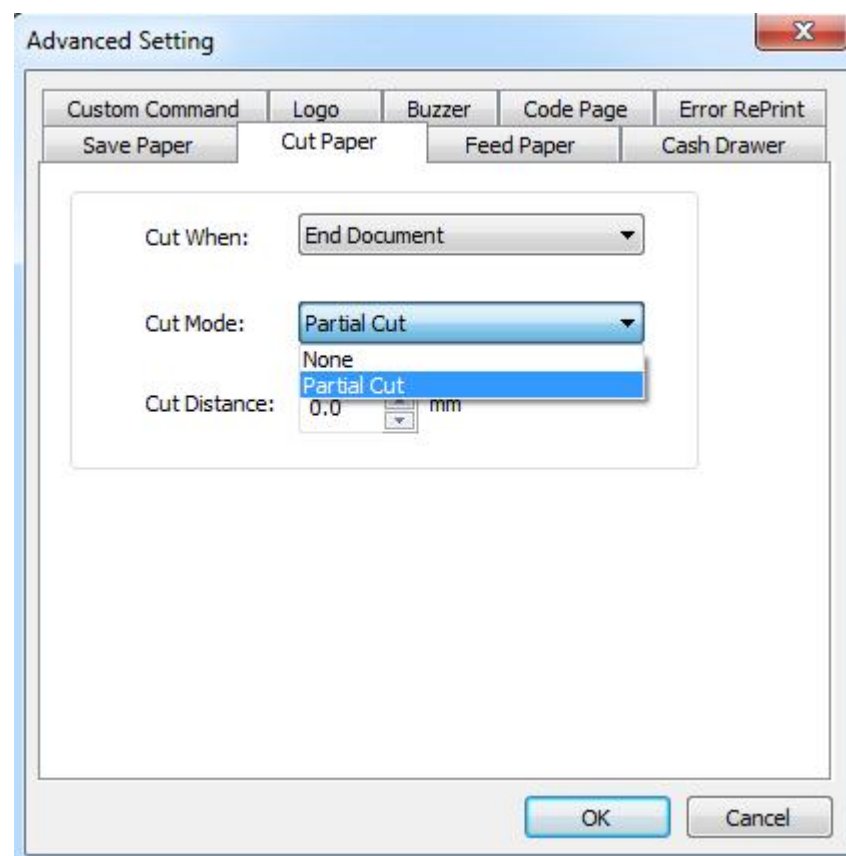 Advanced Setting
Custom Command Logo Buzzer Code Page Error RePrint
Save Paper Cut Paper Feed Paper Cash Drawer
Cut When: End Document
Cut Mode: Partial Cut
None
Partial Cut
Cut Distance: 0.0 mm
OK Cancel